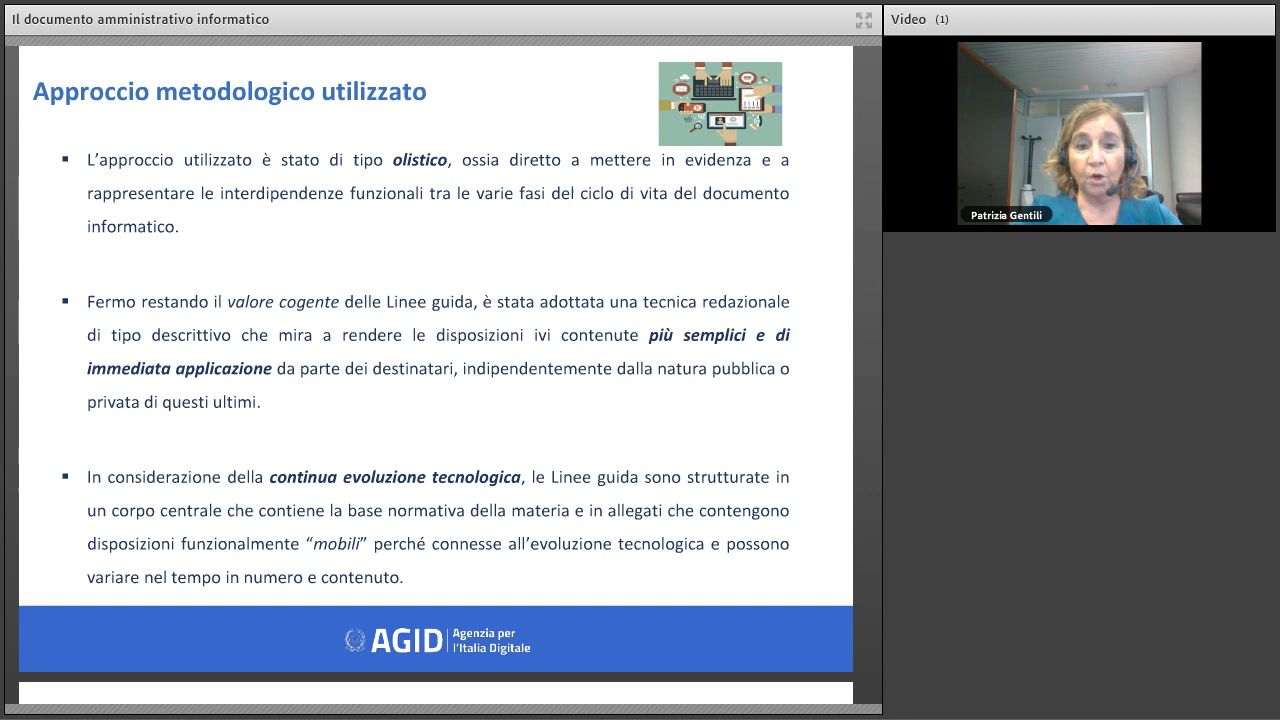 Il documento amministrativo informatico
Video (1)
Approccio metodologico utilizzato
▪ L’approccio utilizzato è stato di tipo olistico, ossia diretto a mettere in evidenza e a
rappresentare le interdipendenze funzionali tra le varie fasi del ciclo di vita del documento
informatico.
▪ Fermo restando il valore cogente delle Linee guida, è stata adottata una tecnica redazionale
di tipo descrittivo che mira a rendere le disposizioni ivi contenute più semplici e di
immediata applicazione da parte dei destinatari, indipendentemente dalla natura pubblica o
privata di questi ultimi.
▪ In considerazione della continua evoluzione tecnologica, le Linee guida sono strutturate in
un corpo centrale che contiene la base normativa della materia e in allegati che contengono
disposizioni funzionalmente “mobili” perché connesse all’evoluzione tecnologica e possono
variare nel tempo in numero e contenuto.
AGID
Agenzia per
l’Italia Digitale
Patrizia Gentili